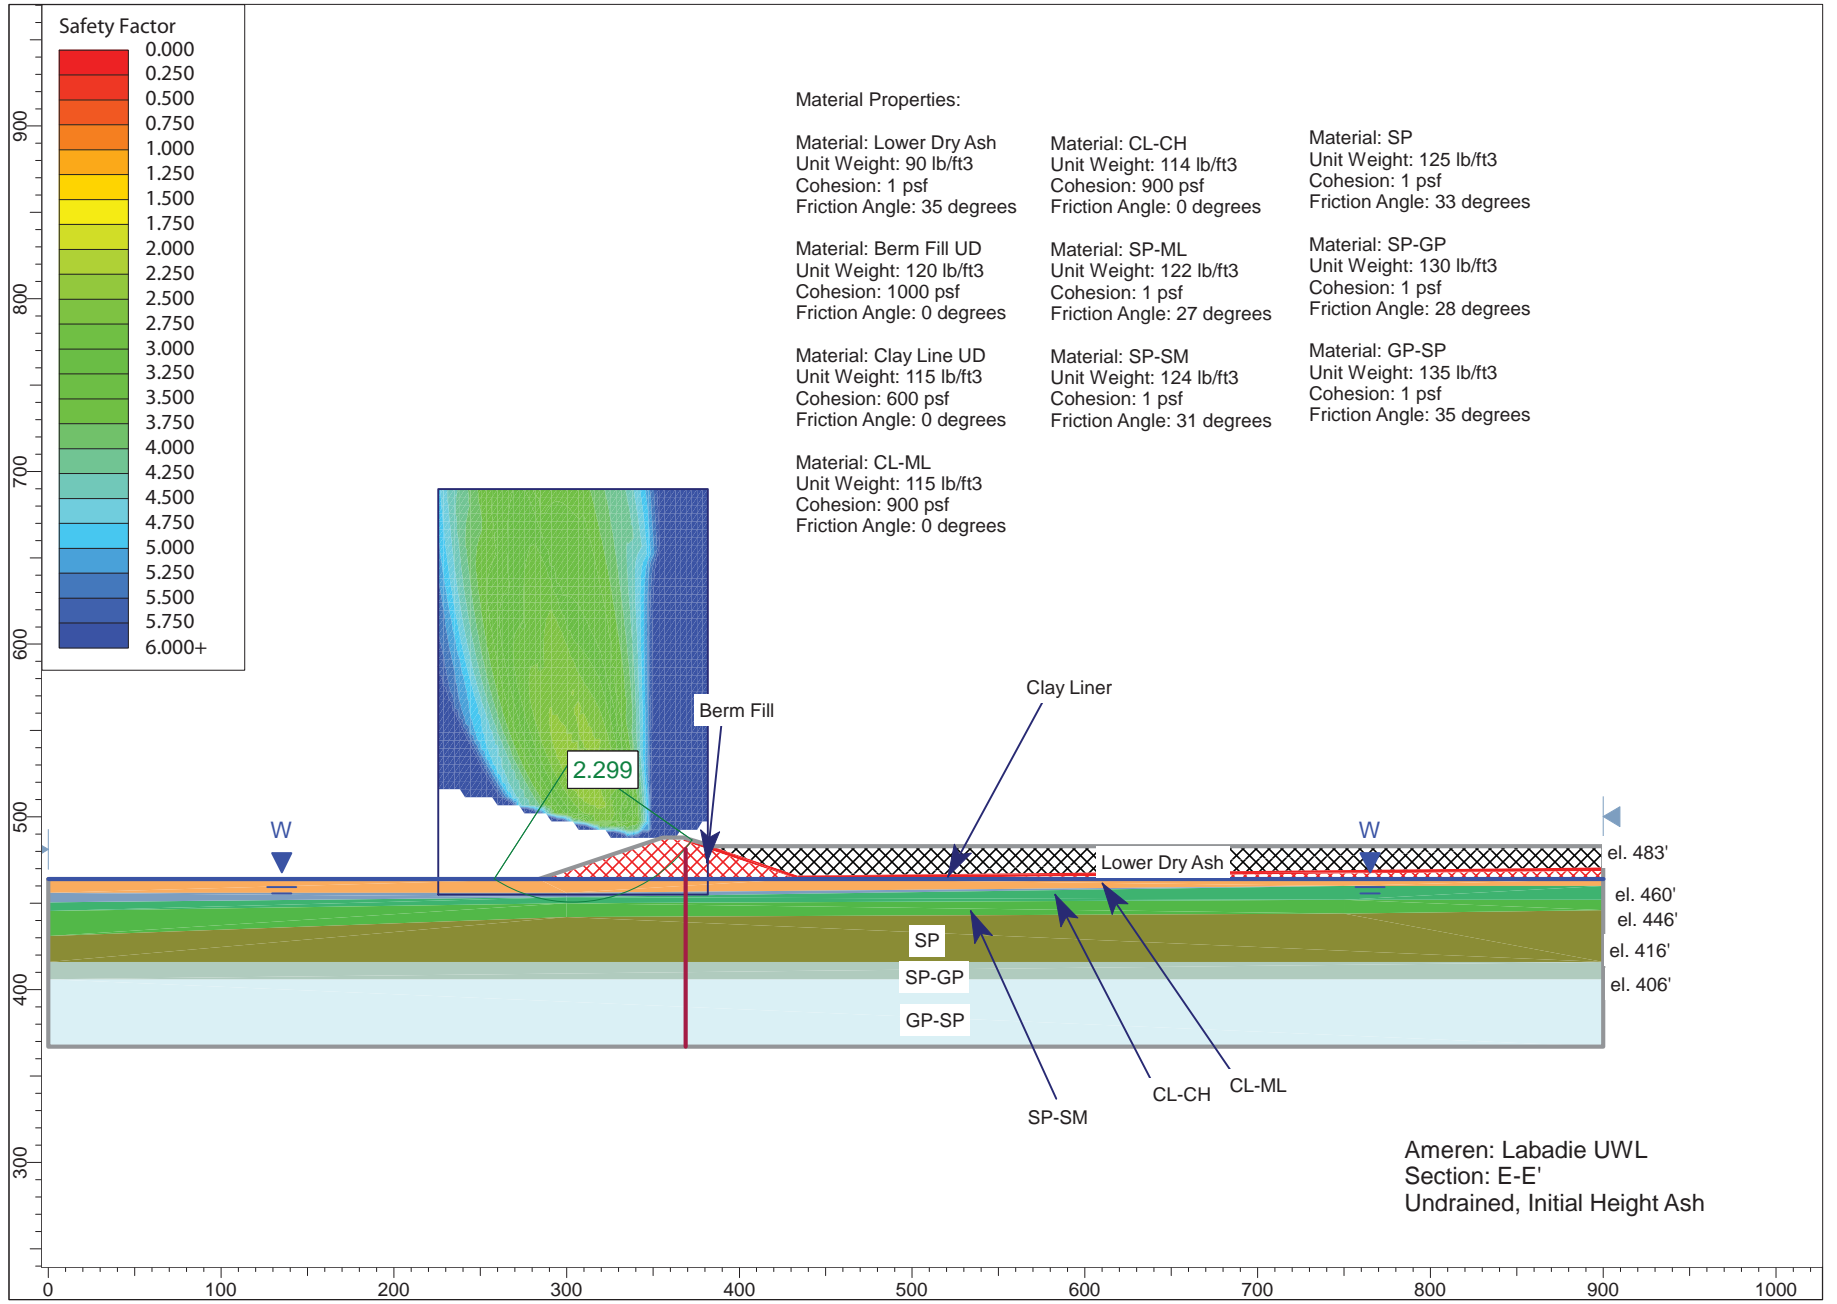 Safety Factor
0.000
0.250
0.500
0.750
1.000
1.250
1.500
1.750
2.000
2.250
2.500
2.750
3.000
3.250
3.500
3.750
4.000
4.250
4.500
4.750
5.000
5.250
5.500
5.750
6.000+
Material Properties:
Material: Lower Dry Ash
Unit Weight: 90 lb/ft3
Cohesion: 1 psf
Friction Angle: 35 degrees
Material: Berm Fill UD
Unit Weight: 120 lb/ft3
Cohesion: 1000 psf
Friction Angle: 0 degrees
Material: Clay Line UD
Unit Weight: 115 lb/ft3
Cohesion: 600 psf
Friction Angle: 0 degrees
Material: CL-ML
Unit Weight: 115 lb/ft3
Cohesion: 900 psf
Friction Angle: 0 degrees
Material: CL-CH
Unit Weight: 114 lb/ft3
Cohesion: 900 psf
Friction Angle: 0 degrees
Material: SP-ML
Unit Weight: 122 lb/ft3
Cohesion: 1 psf
Friction Angle: 27 degrees
Material: SP-SM
Unit Weight: 124 lb/ft3
Cohesion: 1 psf
Friction Angle: 31 degrees
Material: SP
Unit Weight: 125 lb/ft3
Cohesion: 1 psf
Friction Angle: 33 degrees
Material: SP-GP
Unit Weight: 130 lb/ft3
Cohesion: 1 psf
Friction Angle: 28 degrees
Material: GP-SP
Unit Weight: 135 lb/ft3
Cohesion: 1 psf
Friction Angle: 35 degrees
900
800
700
600
500
400
300
Clay Liner
Berm Fill
2.299
W
W
Lower Dry Ash
el. 483'
el. 460'
el. 446'
el. 416'
el. 406'
SP
SP-GP
GP-SP
CL-ML
CL-CH
SP-SM
Ameren: Labadie UWL
Section: E-E'
Undrained, Initial Height Ash
0
100
200
300
400
500
600
700
800
900
1000